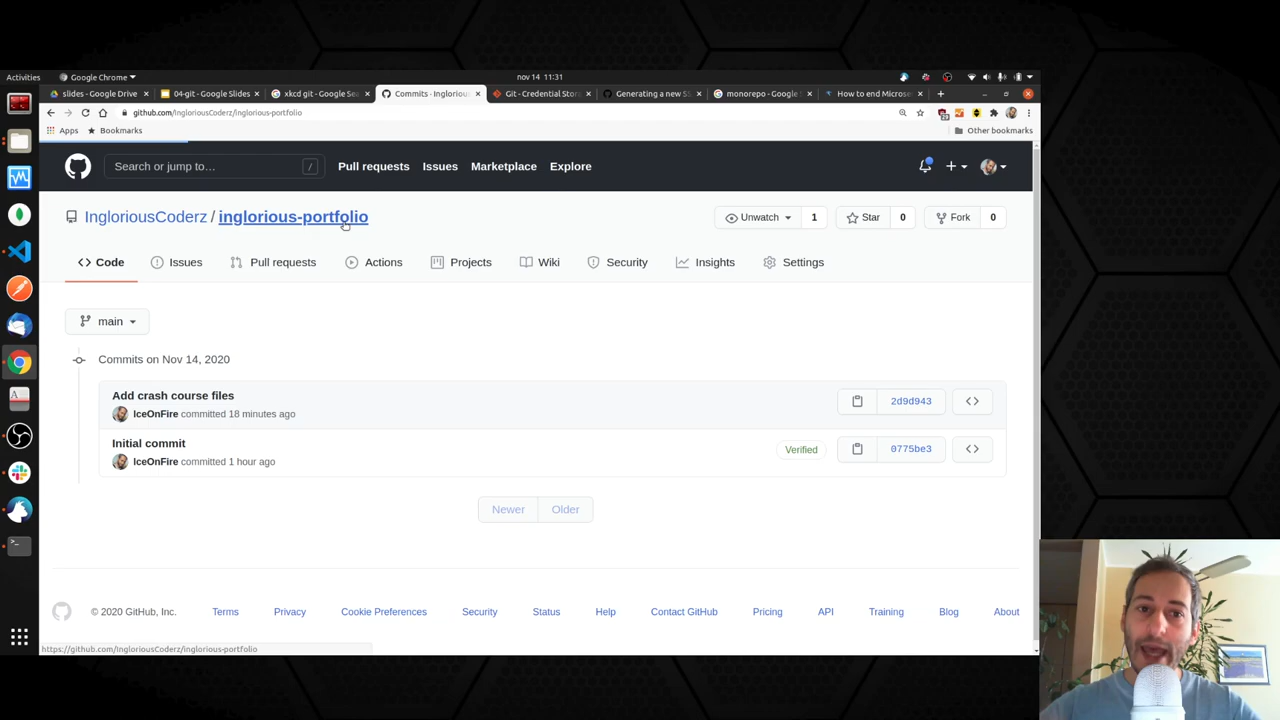 Activities
Google Chrome
nov 14 11:31
slides - Google Drive
04-git - Google Slides
xkcd git - Google Sea
Commits · Inglorious
Git - Credential Stora
Generating a new SS
monorepo - Google S
How to end Microse
github.com/IngloriousCoderz/inglorious-portfolio
Apps
Bookmarks
Other bookmarks
Search or jump to…
/
Pull requests
Issues
Marketplace
Explore
IngloriousCoderz / inglorious-portfolio
Unwatch
1
Star
0
Fork
0
Code
Issues
Pull requests
Actions
Projects
Wiki
Security
Insights
Settings
main
Commits on Nov 14, 2020
Add crash course files
IceOnFire committed 18 minutes ago
2d9d943
Initial commit
IceOnFire committed 1 hour ago
Verified
0775be3
Newer
Older
© 2020 GitHub, Inc.
Terms
Privacy
Cookie Preferences
Security
Status
Help
Contact GitHub
Pricing
API
Training
Blog
About
https://github.com/IngloriousCoderz/inglorious-portfolio